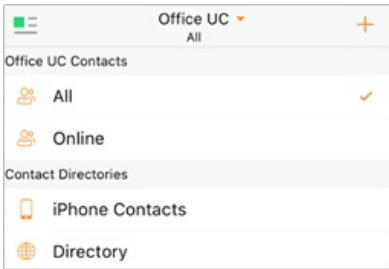 Office UC
All
Office UC Contacts
All
Online
Contact Directories
iPhone Contacts
Directory